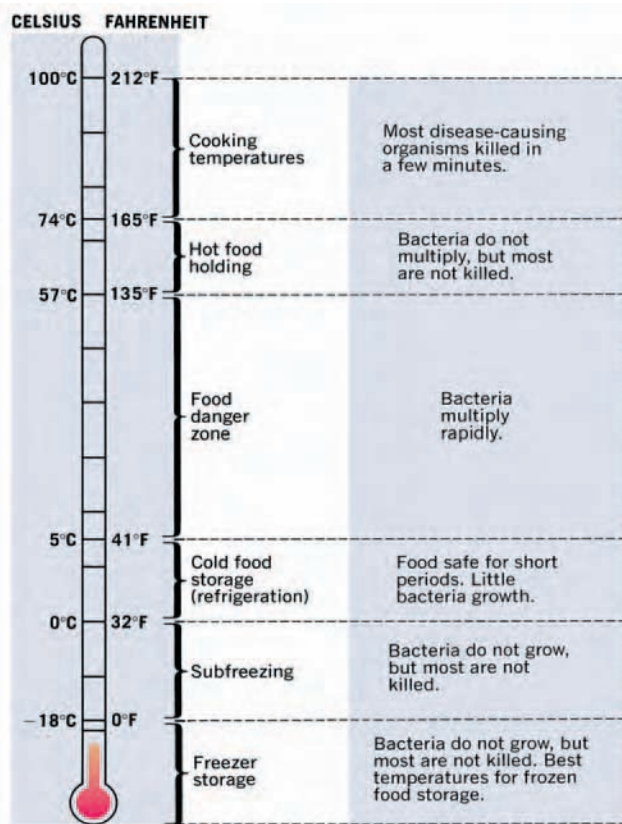 CELSIUS FAHRENHEIT
100°C 212°F
Cooking
temperatures
Most disease-causing
organisms killed in
a few minutes.
74°C 165°F
Hot food
holding
Bacteria do not
multiply, but most
are not killed.
57°C 135°F
Food
danger
zone
Bacteria
multiply
rapidly.
5°C 41°F
Cold food
storage
(refrigeration)
Food safe for short
periods. Little
bacteria growth.
0°C 32°F
Subfreezing
Bacteria do not grow,
but most are not
killed.
−18°C 0°F
Freezer
storage
Bacteria do not grow, but
most are not killed. Best
temperatures for frozen
food storage.